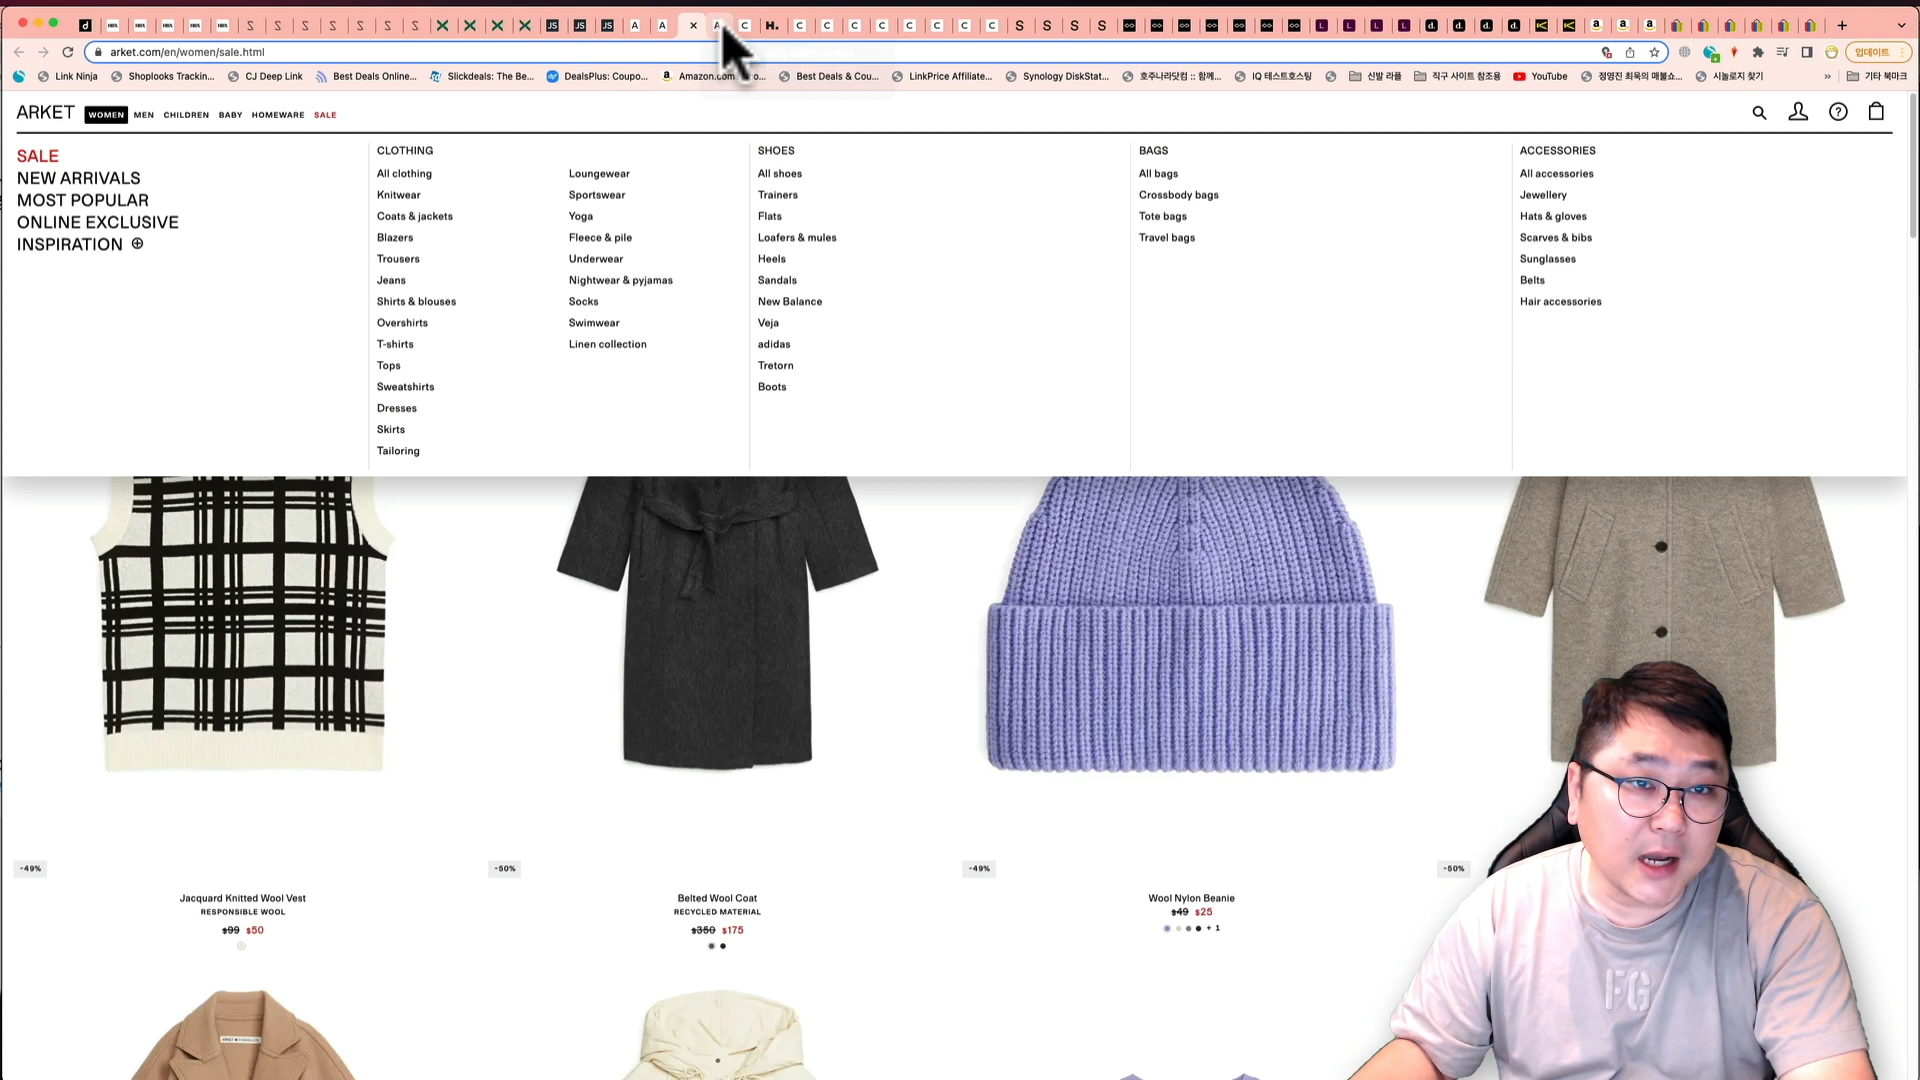 arket.com/en/women/sale.html
업데이트
Link Ninja
Shoplooks Trackin...
CJ Deep Link
Best Deals Online...
Slickdeals: The Be...
DealsPlus: Coupo...
Best Deals & Cou...
LinkPrice Affiliate...
Synology DiskStat...
호주나라닷컴 :: 함께...
IQ 테스트호스팅
신발 라플
직구 사이트 참조용
YouTube
정영진 최욱의 매불쇼...
시놀로지 찾기
»
기타 북마크
ARKET WOMEN MEN CHILDREN BABY HOMEWARE SALE
SALE
NEW ARRIVALS
MOST POPULAR
ONLINE EXCLUSIVE
INSPIRATION
CLOTHING
All clothing
Knitwear
Coats & jackets
Blazers
Trousers
Jeans
Shirts & blouses
Overshirts
T-shirts
Tops
Sweatshirts
Dresses
Skirts
Tailoring
Loungewear
Sportswear
Yoga
Fleece & pile
Underwear
Nightwear & pyjamas
Socks
Swimwear
Linen collection
SHOES
All shoes
Trainers
Flats
Loafers & mules
Heels
Sandals
New Balance
Veja
adidas
Tretorn
Boots
BAGS
All bags
Crossbody bags
Tote bags
Travel bags
ACCESSORIES
All accessories
Jewellery
Hats & gloves
Scarves & bibs
Sunglasses
Belts
Hair accessories
-49%
Jacquard Knitted Wool Vest
RESPONSIBLE WOOL
$99 $50
-50%
Belted Wool Coat
RECYCLED MATERIAL
$350 $175
-49%
Wool Nylon Beanie
$49 $25
+ 1
-50%
FG